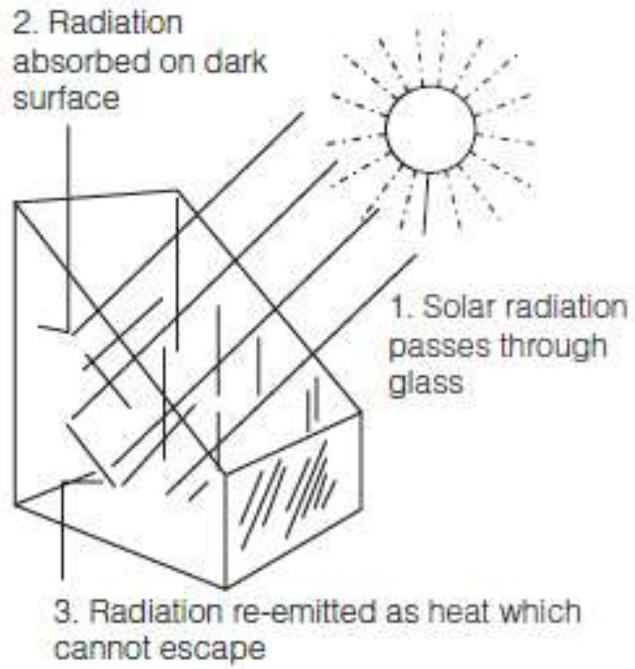 2. Radiation
absorbed on dark
surface
1. Solar radiation
passes through
glass
3. Radiation re-emitted as heat which
cannot escape